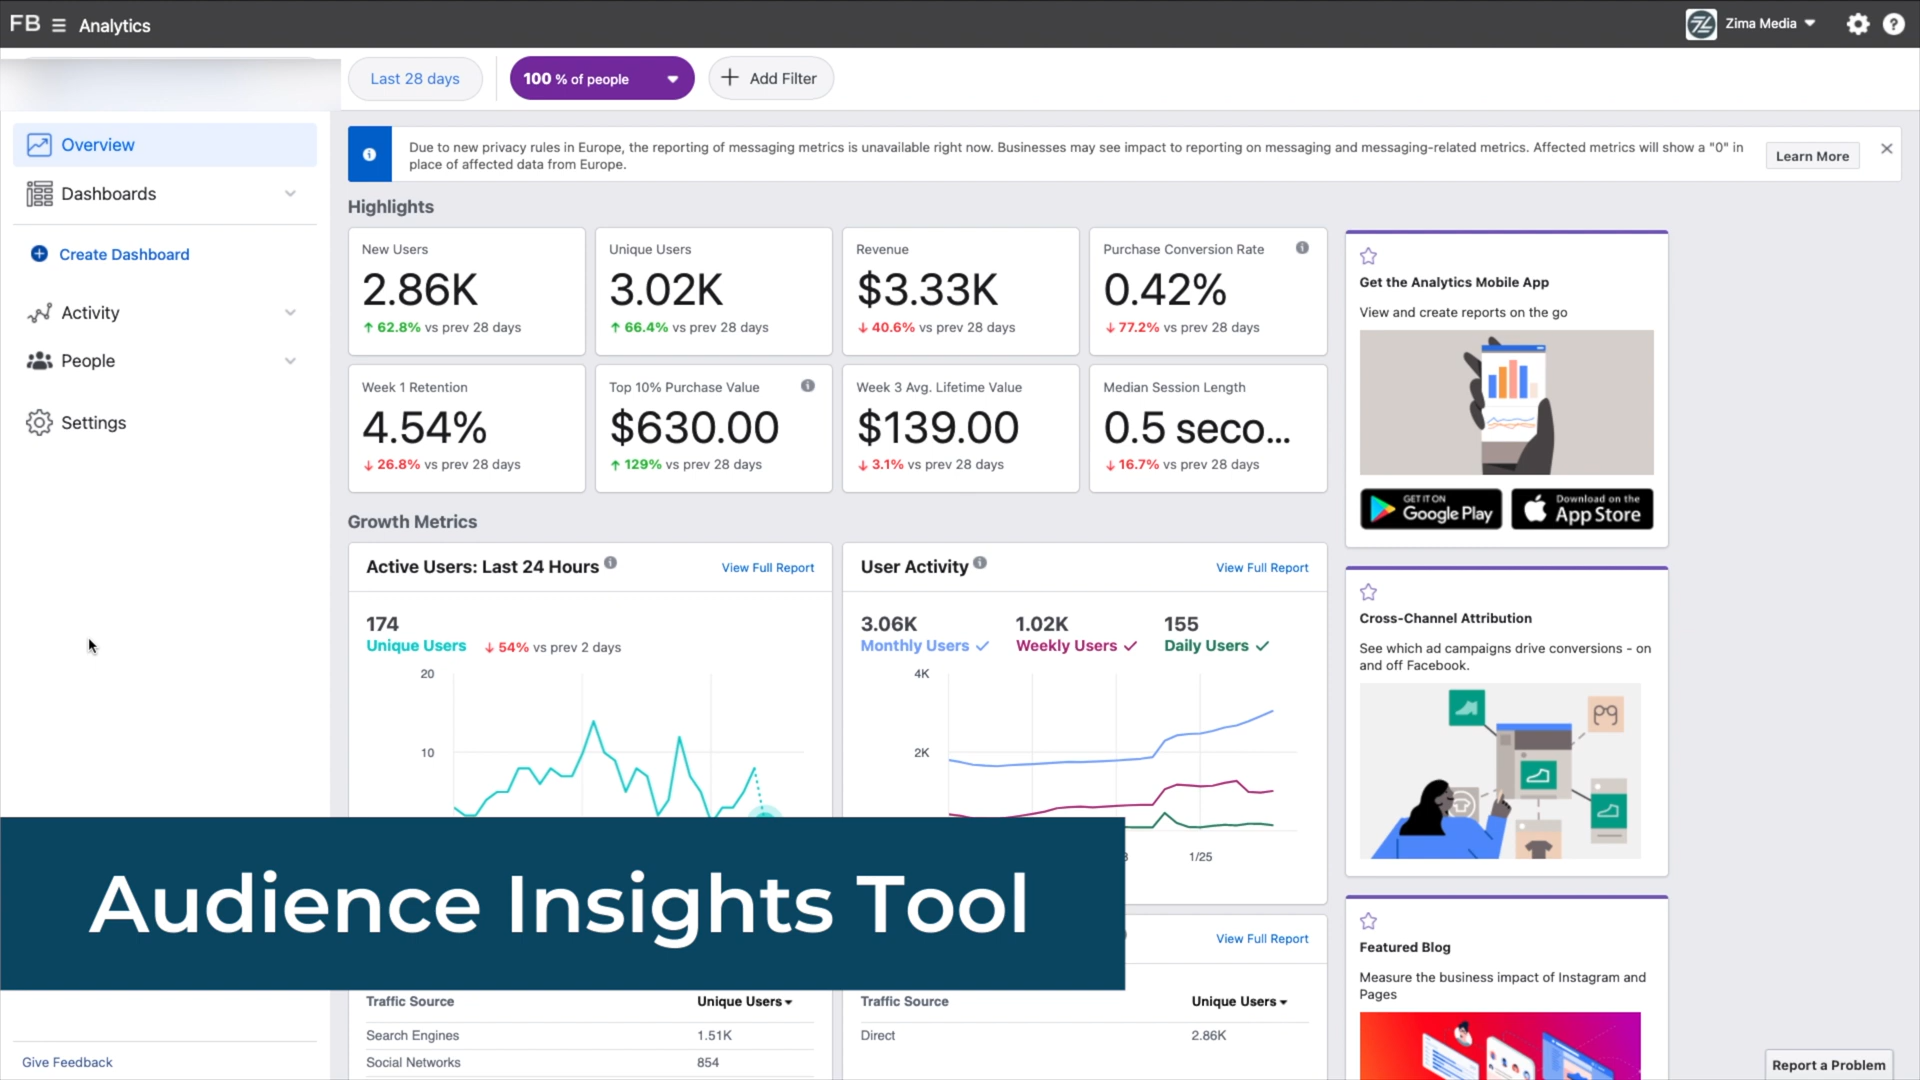 FB Analytics
Zima Media
Last 28 days
100 % of people
Add Filter
Overview
Dashboards
Create Dashboard
Activity
People
Settings
Give Feedback
Due to new privacy rules in Europe, the reporting of messaging metrics is unavailable right now. Businesses may see impact to reporting on messaging and messaging-related metrics. Affected metrics will show a "0" in
place of affected data from Europe.
Learn More
Highlights
New Users
2.86K
62.8% vs prev 28 days
Unique Users
3.02K
66.4% vs prev 28 days
Revenue
$3.33K
40.6% vs prev 28 days
Purchase Conversion Rate
0.42%
77.2% vs prev 28 days
Week 1 Retention
4.54%
26.8% vs prev 28 days
Top 10% Purchase Value
$630.00
129% vs prev 28 days
Week 3 Avg. Lifetime Value
$139.00
3.1% vs prev 28 days
Median Session Length
0.5 seco...
16.7% vs prev 28 days
Growth Metrics
Active Users: Last 24 Hours
View Full Report
174
Unique Users
54% vs prev 2 days
20
10
User Activity
View Full Report
3.06K
Monthly Users
1.02K
Weekly Users
155
Daily Users
4K
2K
1/25
Audience Insights Tool
View Full Report
Traffic Source Unique Users
Search Engines 1.51K
Social Networks 854
Traffic Source Unique Users
Direct 2.86K
Get the Analytics Mobile App
View and create reports on the go
GET IT ON
Google Play
Download on the
App Store
Cross-Channel Attribution
See which ad campaigns drive conversions - on
and off Facebook.
Featured Blog
Measure the business impact of Instagram and
Pages
Report a Problem